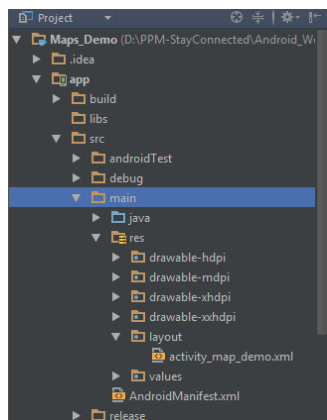 Project
Maps_Demo (D:\PPM-StayConnected\Android_W
.idea
app
build
libs
src
androidTest
debug
main
java
res
drawable-hdpi
drawable-mdpi
drawable-xhdpi
drawable-xxhdpi
layout
activity_map_demo.xml
values
AndroidManifest.xml
release